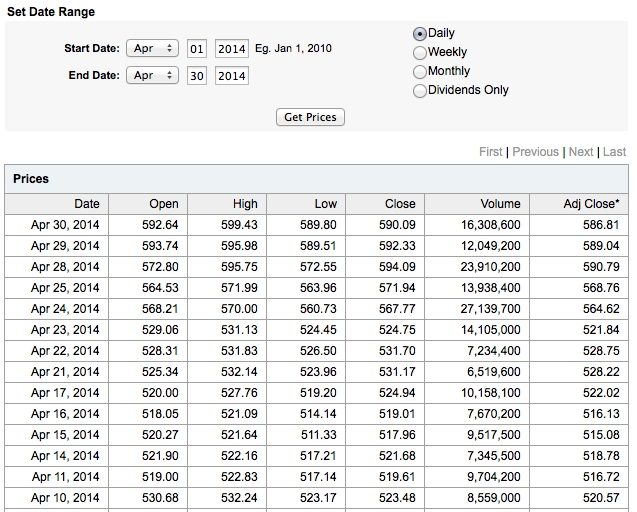 Set Date Range
Start Date: Apr 01 2014 Eg. Jan 1, 2010
End Date: Apr 30 2014
Daily
Weekly
Monthly
Dividends Only
Get Prices
First | Previous | Next | Last
Prices
Date Open High Low Close Volume Adj Close*
Apr 30, 2014 592.64 599.43 589.80 590.09 16,308,600 586.81
Apr 29, 2014 593.74 595.98 589.51 592.33 12,049,200 589.04
Apr 28, 2014 572.80 595.75 572.55 594.09 23,910,200 590.79
Apr 25, 2014 564.53 571.99 563.96 571.94 13,938,400 568.76
Apr 24, 2014 568.21 570.00 560.73 567.77 27,139,700 564.62
Apr 23, 2014 529.06 531.13 524.45 524.75 14,105,000 521.84
Apr 22, 2014 528.31 531.83 526.50 531.70 7,234,400 528.75
Apr 21, 2014 525.34 532.14 523.96 531.17 6,519,600 528.22
Apr 17, 2014 520.00 527.76 519.20 524.94 10,158,100 522.02
Apr 16, 2014 518.05 521.09 514.14 519.01 7,670,200 516.13
Apr 15, 2014 520.27 521.64 511.33 517.96 9,517,500 515.08
Apr 14, 2014 521.90 522.16 517.21 521.68 7,345,500 518.78
Apr 11, 2014 519.00 522.83 517.14 519.61 9,704,200 516.72
Apr 10, 2014 530.68 532.24 523.17 523.48 8,559,000 520.57